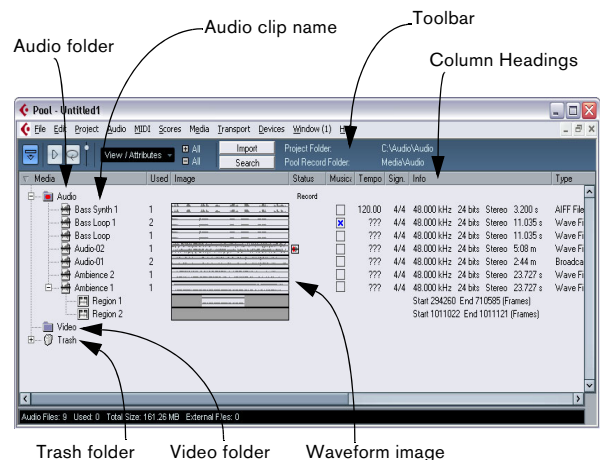 Audio clip name
Toolbar
Audio folder
Column Headings
Pool - Untitled1
File Edit Project Audio MIDI Scores Media Transport Devices Window (1)
View / Attributes
All
All
Import
Search
Project Folder: C:\Audio\Audio
Pool Record Folder: Media\Audio
Media Used Image Status Musica Tempo Sign. Info Type
Audio Record
Bass Synth 1 1 120.00 4/4 48.000 kHz 24 bits Stereo 3.200 s AIFF File
Bass Loop 1 2 ??? 4/4 48.000 kHz 24 bits Stereo 11.035 s Wave Fi
Bass Loop 2 ??? 4/4 48.000 kHz 24 bits Stereo 11.035 s Wave Fi
Audio-02 1 ??? 4/4 48.000 kHz 24 bits Stereo 5:08 m Wave Fi
Audio-01 2 ??? 4/4 48.000 kHz 24 bits Stereo 2:44 m Broadca
Ambience 2 1 ??? 4/4 48.000 kHz 24 bits Stereo 23.727 s Wave Fi
Ambience 1 1 ??? 4/4 48.000 kHz 24 bits Stereo 23.727 s Wave Fi
Region 1 Start 294260 End 710585 (Frames)
Region 2 Start 1011022 End 1011121 (Frames)
Video
Trash
Audio Files: 9 Used: 0 Total Size: 161.26 MB External Files: 0
Trash folder
Video folder
Waveform image